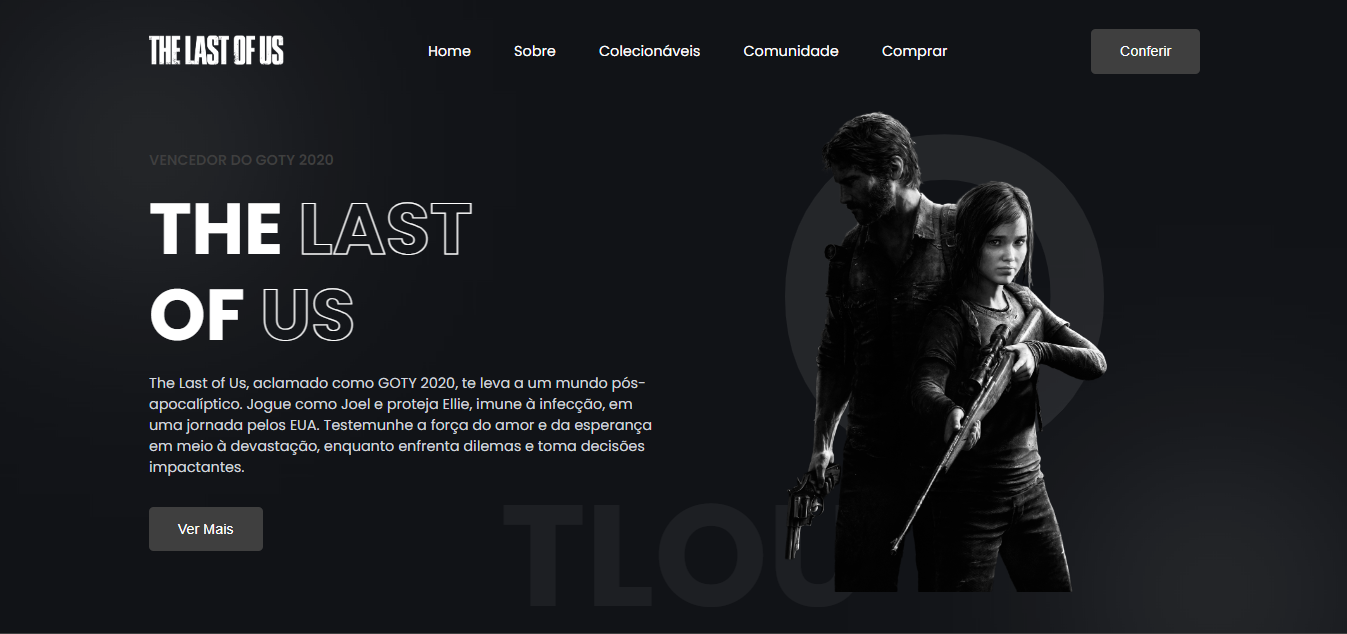 THE LAST OF US
Home
Sobre
Colecionáveis
Comunidade
Comprar
Conferir
VENCEDOR DO GOTY 2020
THE LAST
OF US
The Last of Us, aclamado como GOTY 2020, te leva a um mundo pós-
apocalíptico. Jogue como Joel e proteja Ellie, imune à infecção, em
uma jornada pelos EUA. Testemunhe a força do amor e da esperança
em meio à devastação, enquanto enfrenta dilemas e toma decisões
impactantes.
Ver Mais
TLOU